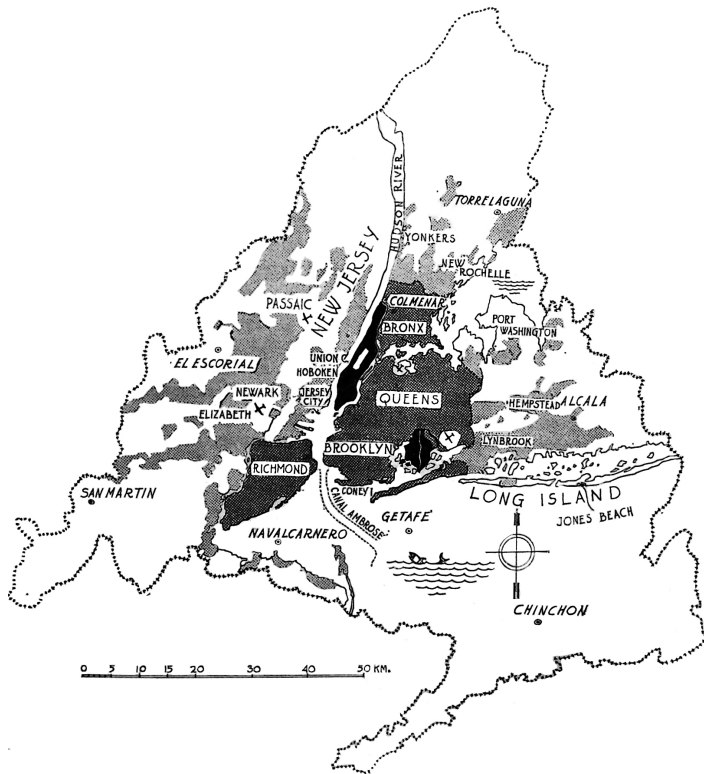 HUDSON RIVER
TORRELAGUNA
YONKERS
NEW
ROCHELLE
NEW JERSEY
PASSAIC
COLMENAR
BRONX
PORT
WASHINGTON
EL ESCORIAL
UNION C.
HOBOKEN
NEWARK
JERSEY
CITY
ELIZABETH
QUEENS
HEMPSTEAD
ALCALA
BROOKLYN
LYNBROOK
RICHMOND
SAN MARTIN
CONEY I.
LONG ISLAND
JONES BEACH
CANAL AMBROSE
GETAFE
NAVALCARNERO
CHINCHON
0 5 10 20 30 40 50 KM.